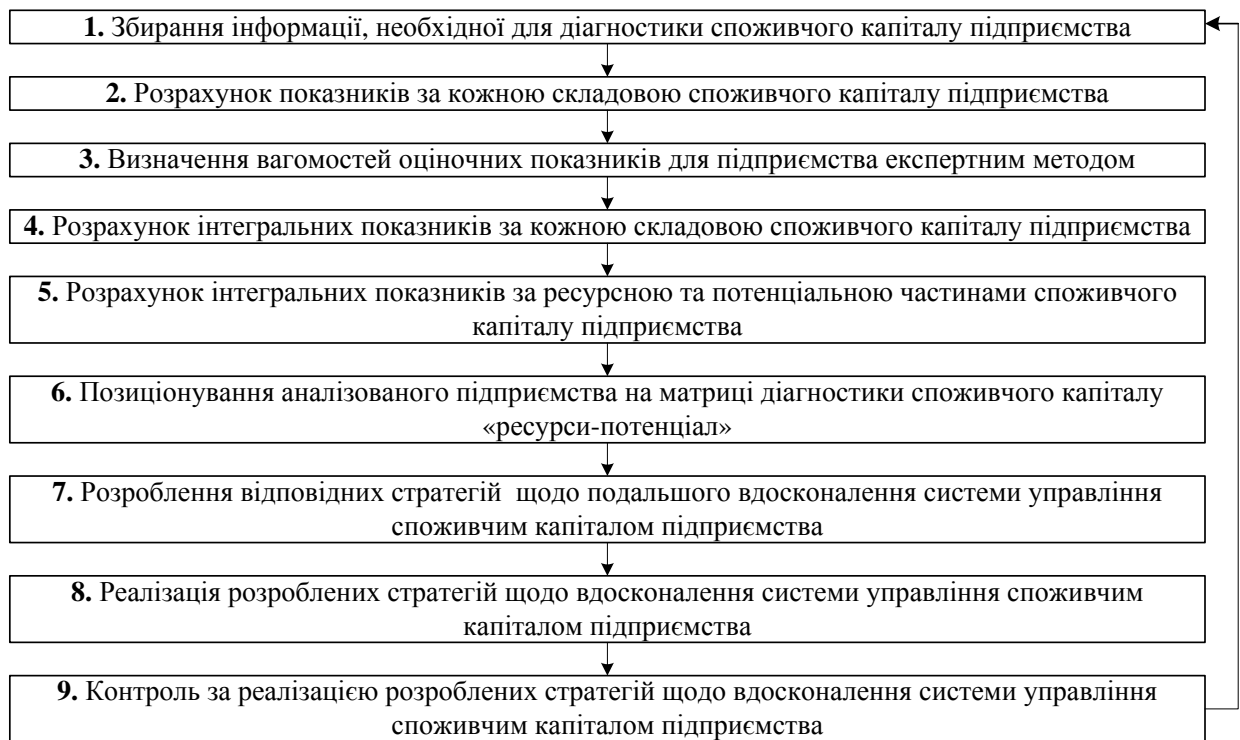 1. Збирання інформації, необхідної для діагностики споживчого капіталу підприємства
2. Розрахунок показників за кожною складовою споживчого капіталу підприємства
3. Визначення вагомостей оціночних показників для підприємства експертним методом
4. Розрахунок інтегральних показників за кожною складовою споживчого капіталу підприємства
5. Розрахунок інтегральних показників за ресурсною та потенціальною частинами споживчого
капіталу підприємства
6. Позиціонування аналізованого підприємства на матриці діагностики споживчого капіталу
«ресурси-потенціал»
7. Розроблення відповідних стратегій щодо подальшого вдосконалення системи управління
споживчим капіталом підприємства
8. Реалізація розроблених стратегій щодо вдосконалення системи управління споживчим
капіталом підприємства
9. Контроль за реалізацією розроблених стратегій щодо вдосконалення системи управління
споживчим капіталом підприємства